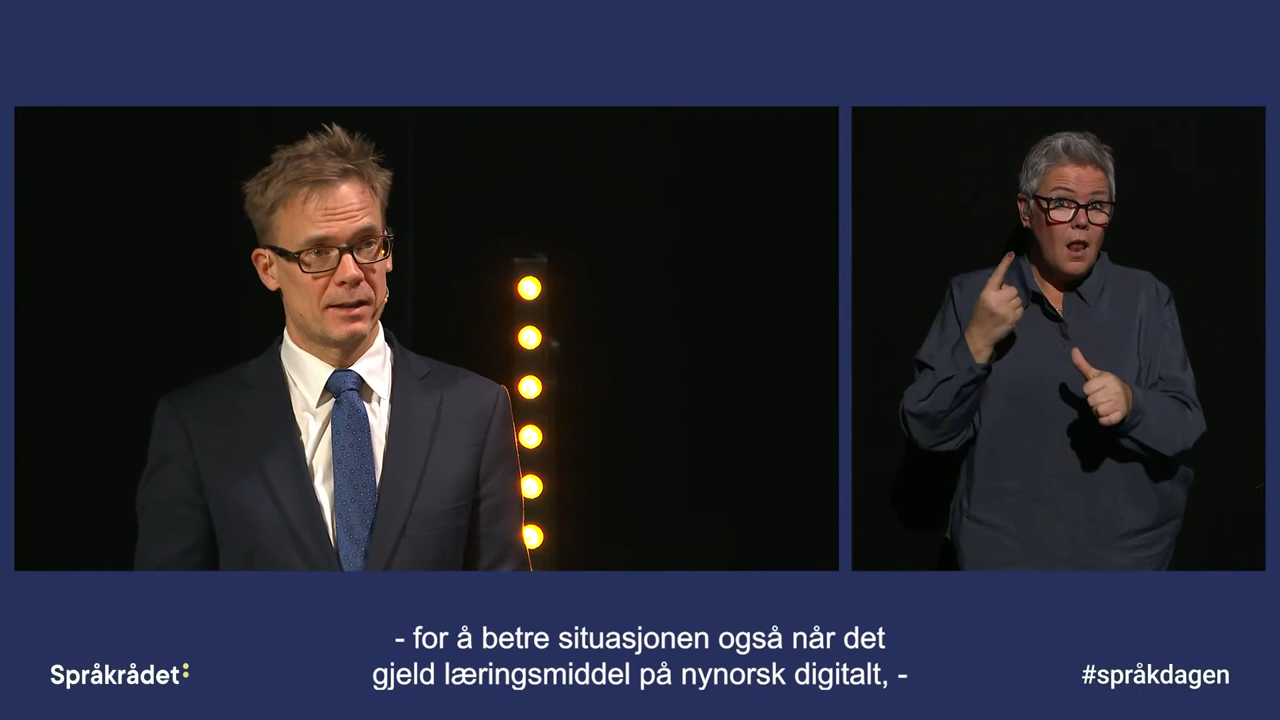 - for å betre situasjonen også når det
gjeld læringsmiddel på nynorsk digitalt, -
Språkrådet:
#språkdagen